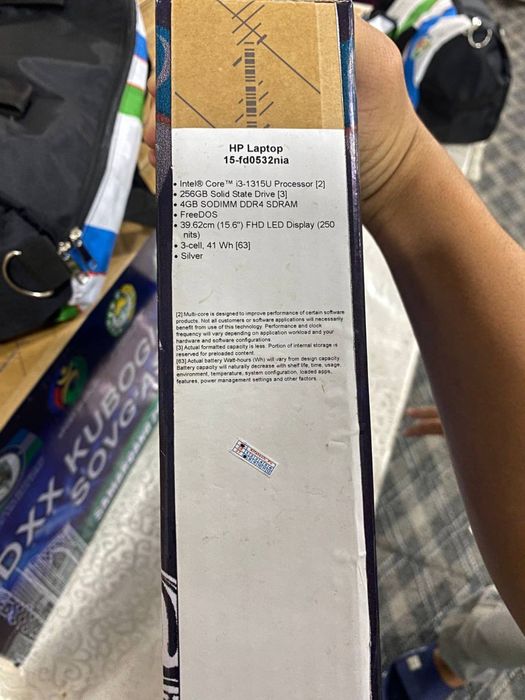 HP Laptop
15-fd0532nia
• Intel® Core™ i3-1315U Processor [2]
• 256GB Solid State Drive [3]
• 4GB SODIMM DDR4 SDRAM
• FreeDOS
• 39.62cm (15.6") FHD LED Display (250
nits)
• 3-cell, 41 Wh [63]
• Silver
[2] Multi-core is designed to improve performance of certain software
products. Not all customers or software applications will necessarily
benefit from use of this technology. Performance and clock
frequency will vary depending on application workload and your
hardware and software configurations.
[3] Actual formatted capacity is less. Portion of internal storage is
reserved for preloaded content.
[63] Actual battery Watt-hours (Wh) will vary from design capacity.
Battery capacity will naturally decrease with shelf life, time, usage,
environment, temperature, system configuration, loaded apps,
features, power management settings and other factors.
DXX KUBOGI
SOVG'A